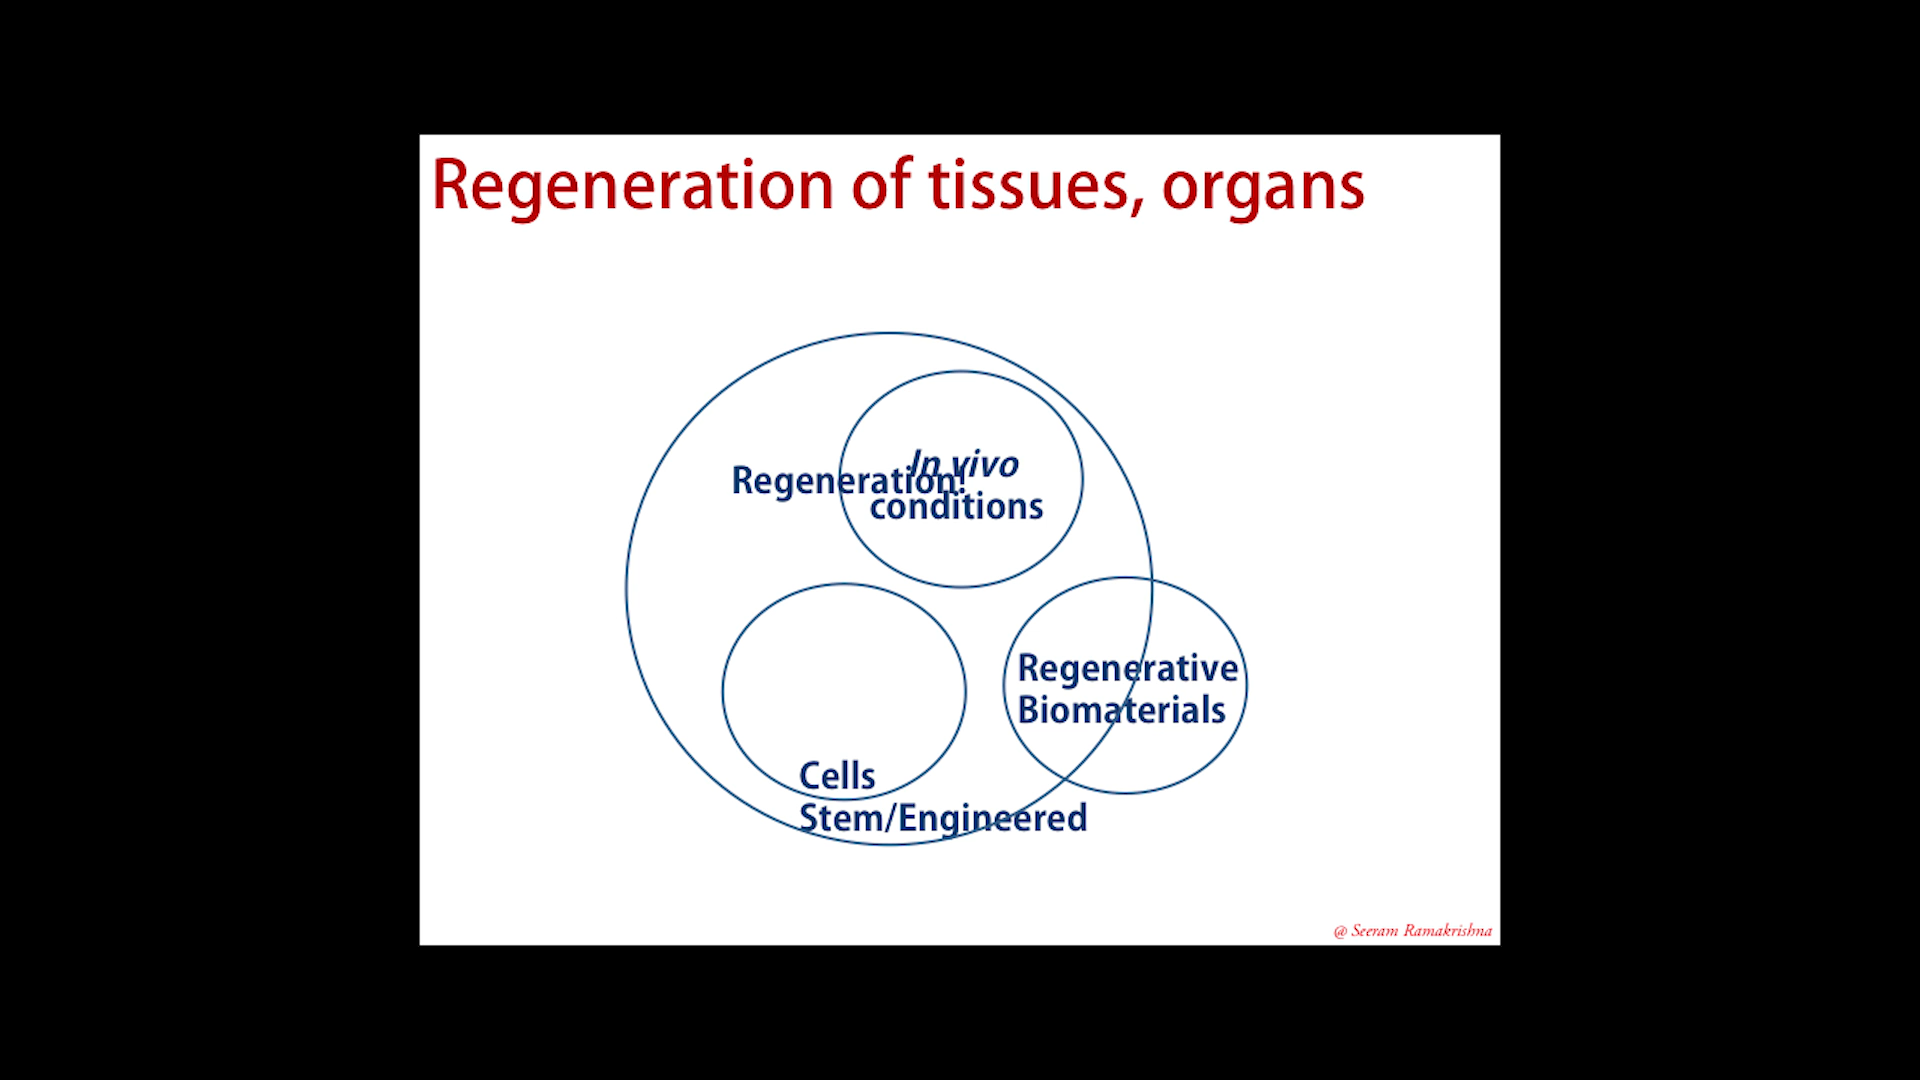 Regeneration of tissues, organs
Regeneration!
In vivo
conditions
Regenerative
Biomaterials
Cells
Stem/Engineered
@ Seeram Ramakrishna